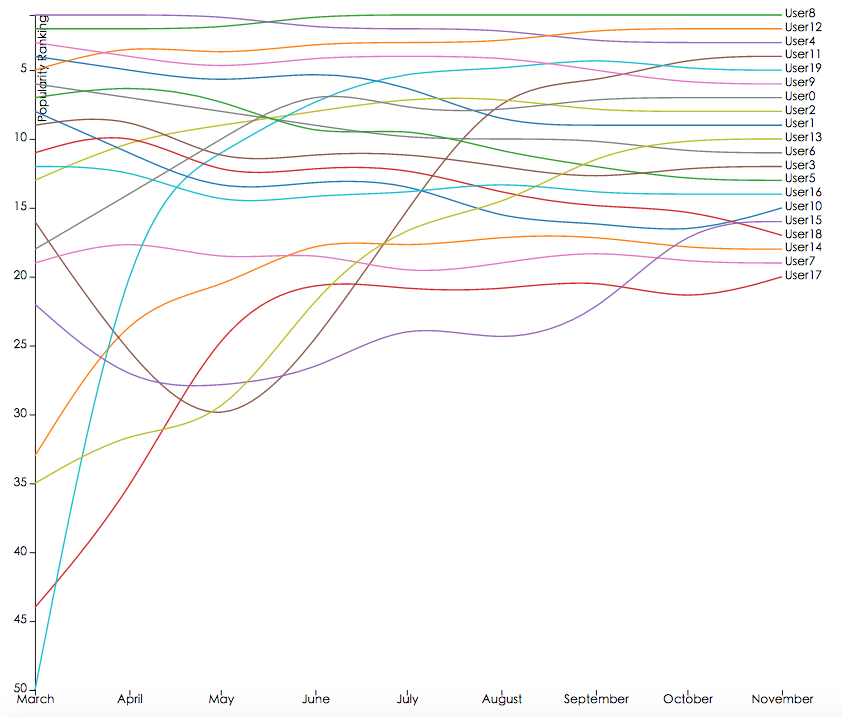 Popularity Ranking
5
10
15
20
25
30
35
40
45
50
March April May June July August September October November
User8
User12
User4
User11
User19
User9
User0
User2
User1
User13
User6
User3
User5
User16
User10
User15
User18
User14
User7
User17